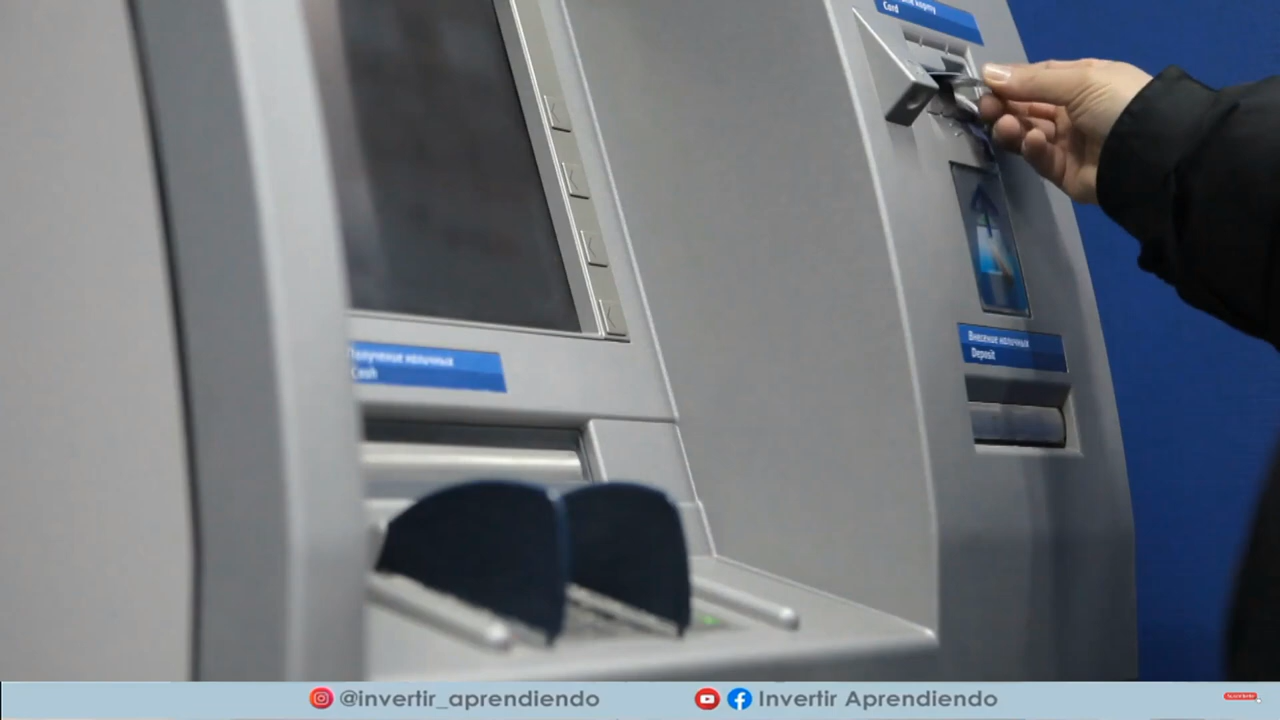 Card
Получение наличных
Cash
Внесение наличных
Deposit
@invertir_aprendiendo
Invertir Aprendiendo